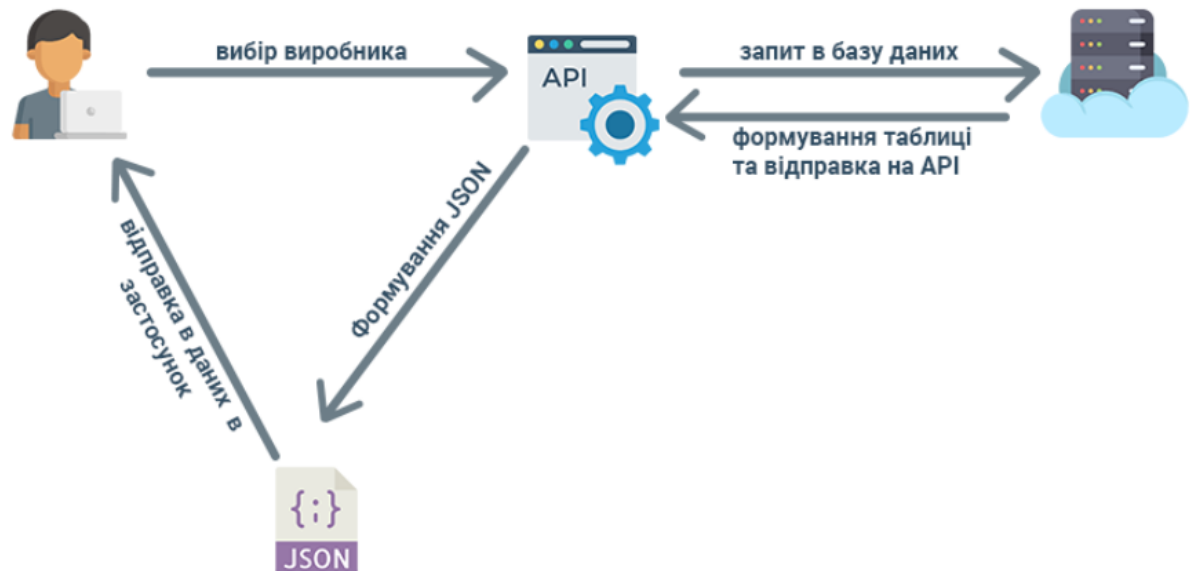 вибір виробника
API
запит в базу даних
формування таблиці
та відправка на API
Формування JSON
відправка в даних в
застосунок
{;}
JSON